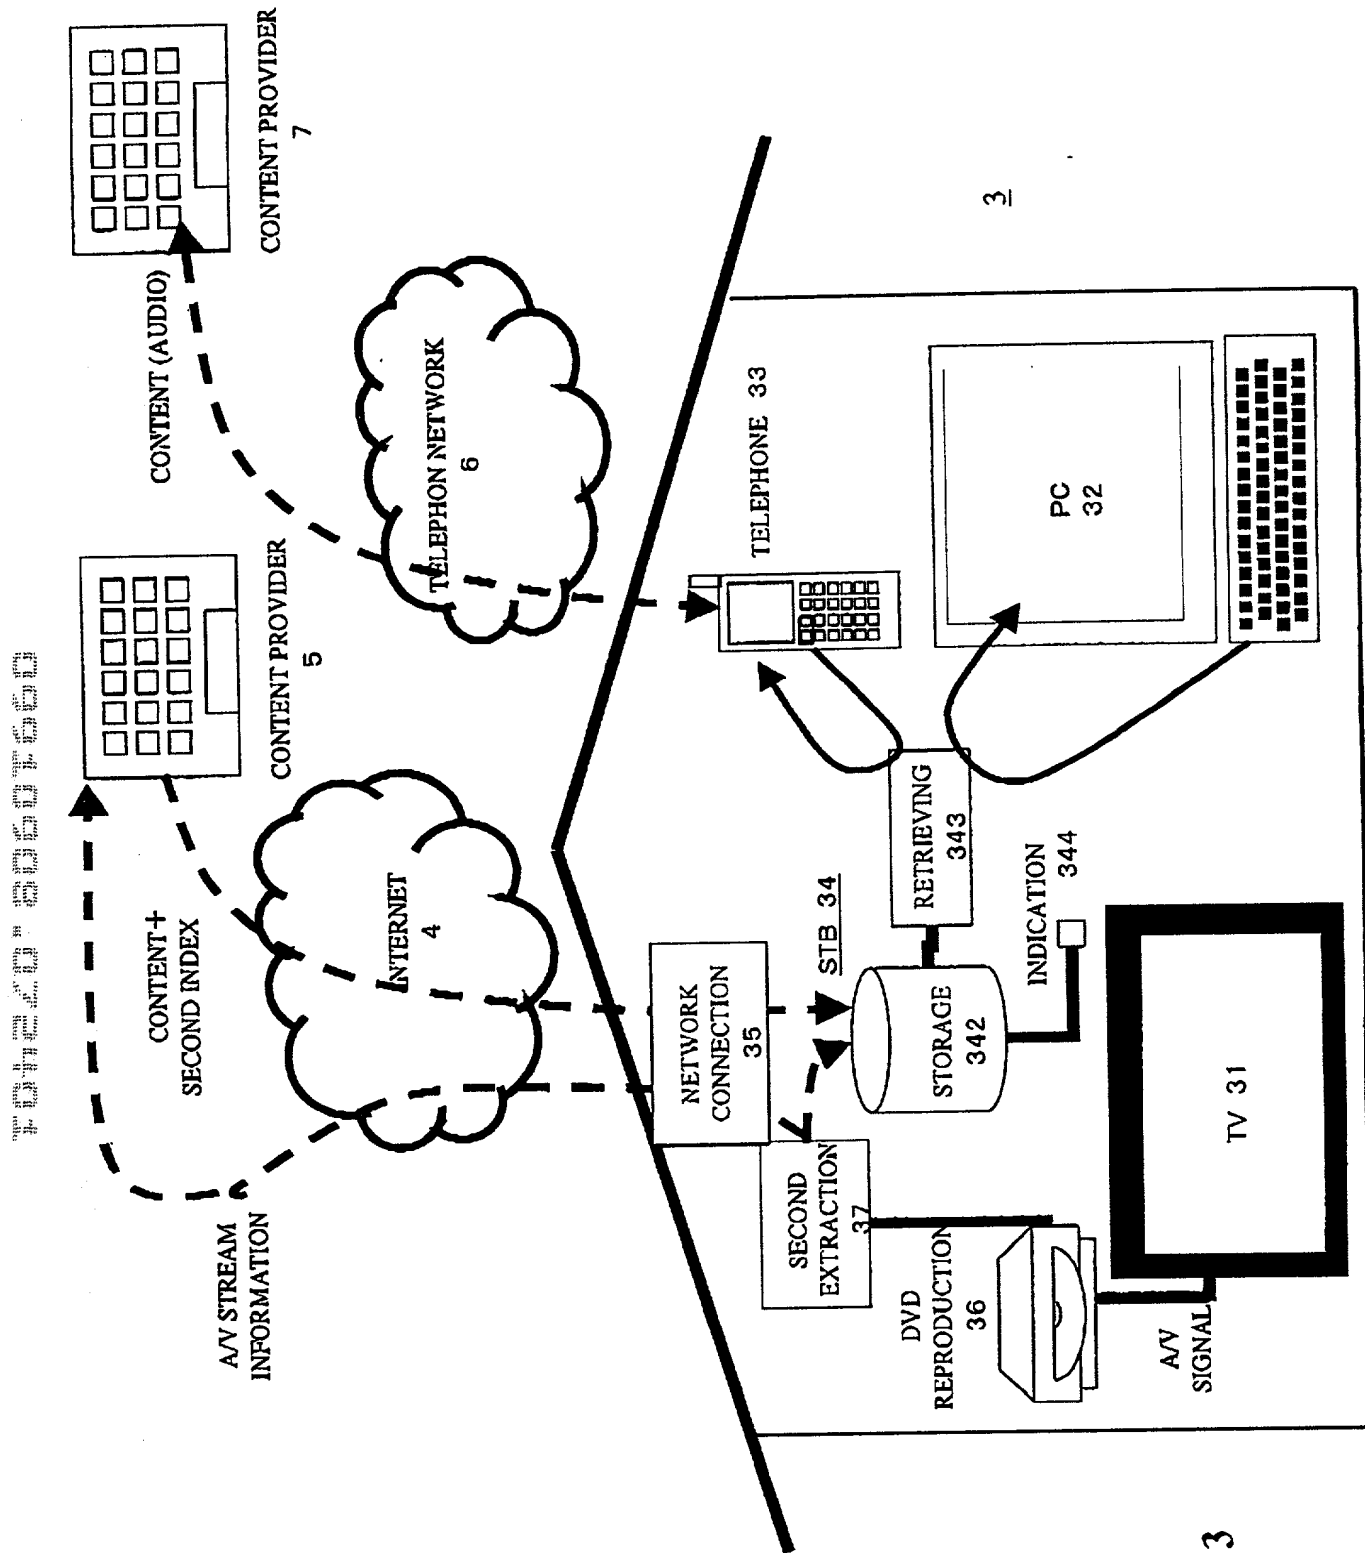 CONTENT PROVIDER
7
CONTENT (AUDIO)
CONTENT PROVIDER
5
CONTENT+
SECOND INDEX
A/V STREAM
INFORMATION
TELEPHON NETWORK
6
INTERNET
4
3
TELEPHONE 33
PC
32
NETWORK
CONNECTION
35
STB 34
RETRIEVING
343
SECOND
EXTRACTION
37
STORAGE
342
INDICATION
344
DVD
REPRODUCTION
36
A/V
SIGNAL
TV 31
3